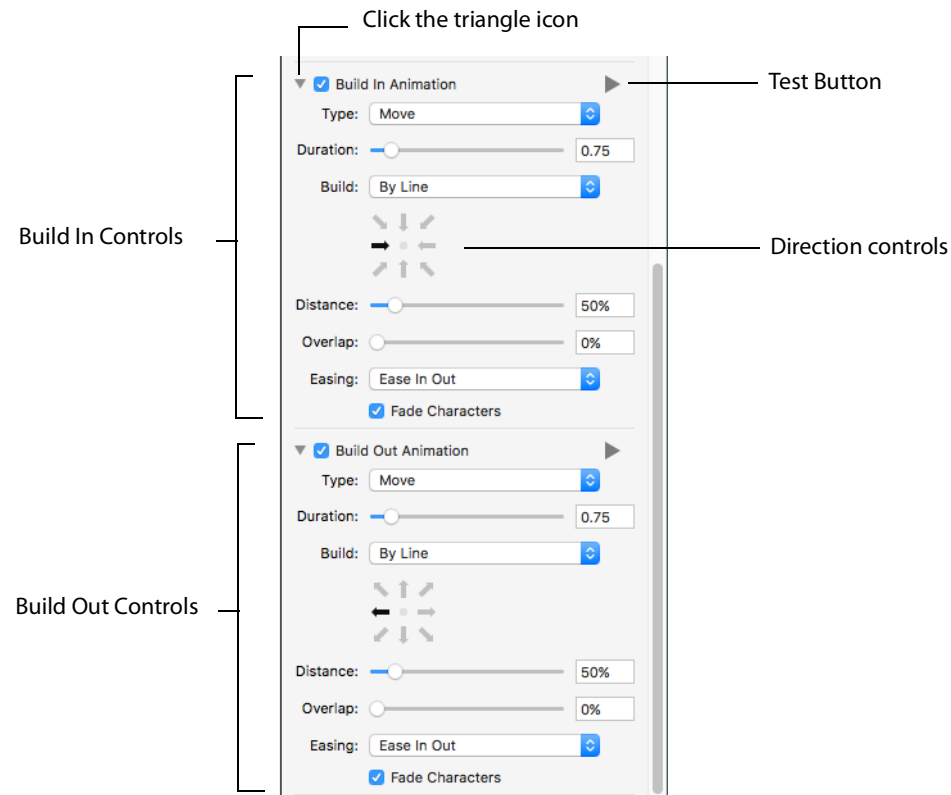 Click the triangle icon
Build In Animation
Test Button
Type: Move
Duration: 0.75
Build: By Line
Build In Controls
Direction controls
Distance: 50%
Overlap: 0%
Easing: Ease In Out
Fade Characters
Build Out Animation
Type: Move
Duration: 0.75
Build: By Line
Build Out Controls
Distance: 50%
Overlap: 0%
Easing: Ease In Out
Fade Characters